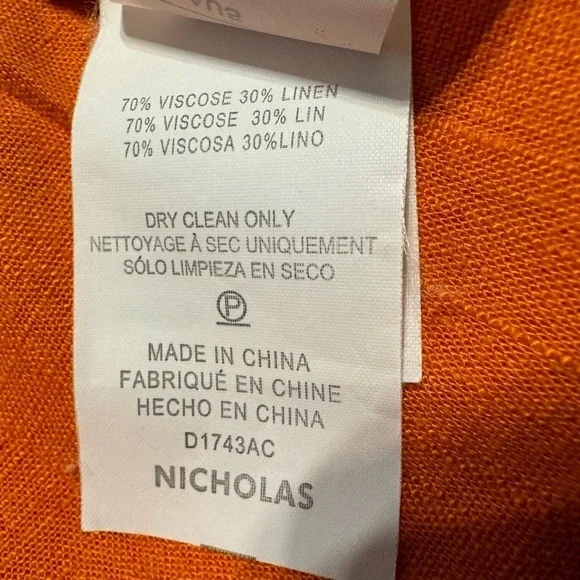 70% VISCOSE 30% LINEN
70% VISCOSE 30% LIN
70% VISCOSA 30%LINO
DRY CLEAN ONLY
NETTOYAGE À SEC UNIQUEMENT
SÓLO LIMPIEZA EN SECO
P
MADE IN CHINA
FABRIQUÉ EN CHINE
HECHO EN CHINA
D1743AC
NICHOLAS